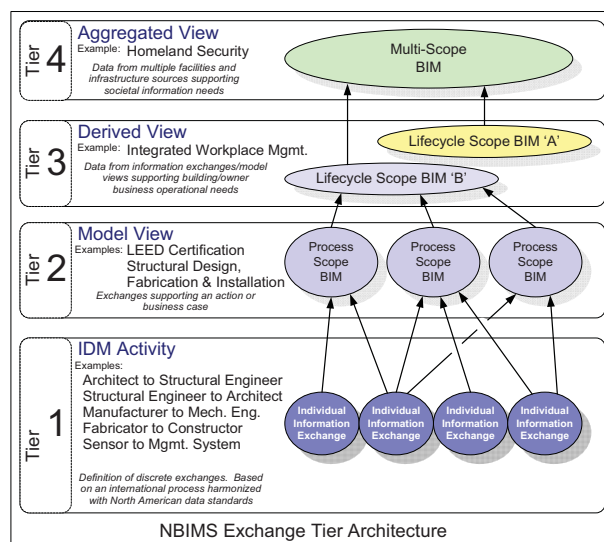 Tier 4
Aggregated View
Example: Homeland Security
Data from multiple facilities and
infrastructure sources supporting
societal information needs
Multi-Scope
BIM
Tier 3
Derived View
Example: Integrated Workplace Mgmt.
Data from information exchanges/model
views supporting building/owner
business operational needs
Lifecycle Scope BIM 'A'
Lifecycle Scope BIM 'B'
Tier 2
Model View
Examples: LEED Certification
Structural Design,
Fabrication & Installation
Exchanges supporting an action or
business case
Process
Scope
BIM
Process
Scope
BIM
Process
Scope
BIM
Tier 1
IDM Activity
Examples:
Architect to Structural Engineer
Structural Engineer to Architect
Manufacturer to Mech. Eng.
Fabricator to Constructor
Sensor to Mgmt. System
Definition of discrete exchanges. Based
on an international process harmonized
with North American data standards
Individual
Information
Exchange
Individual
Information
Exchange
Individual
Information
Exchange
Individual
Information
Exchange
NBIMS Exchange Tier Architecture